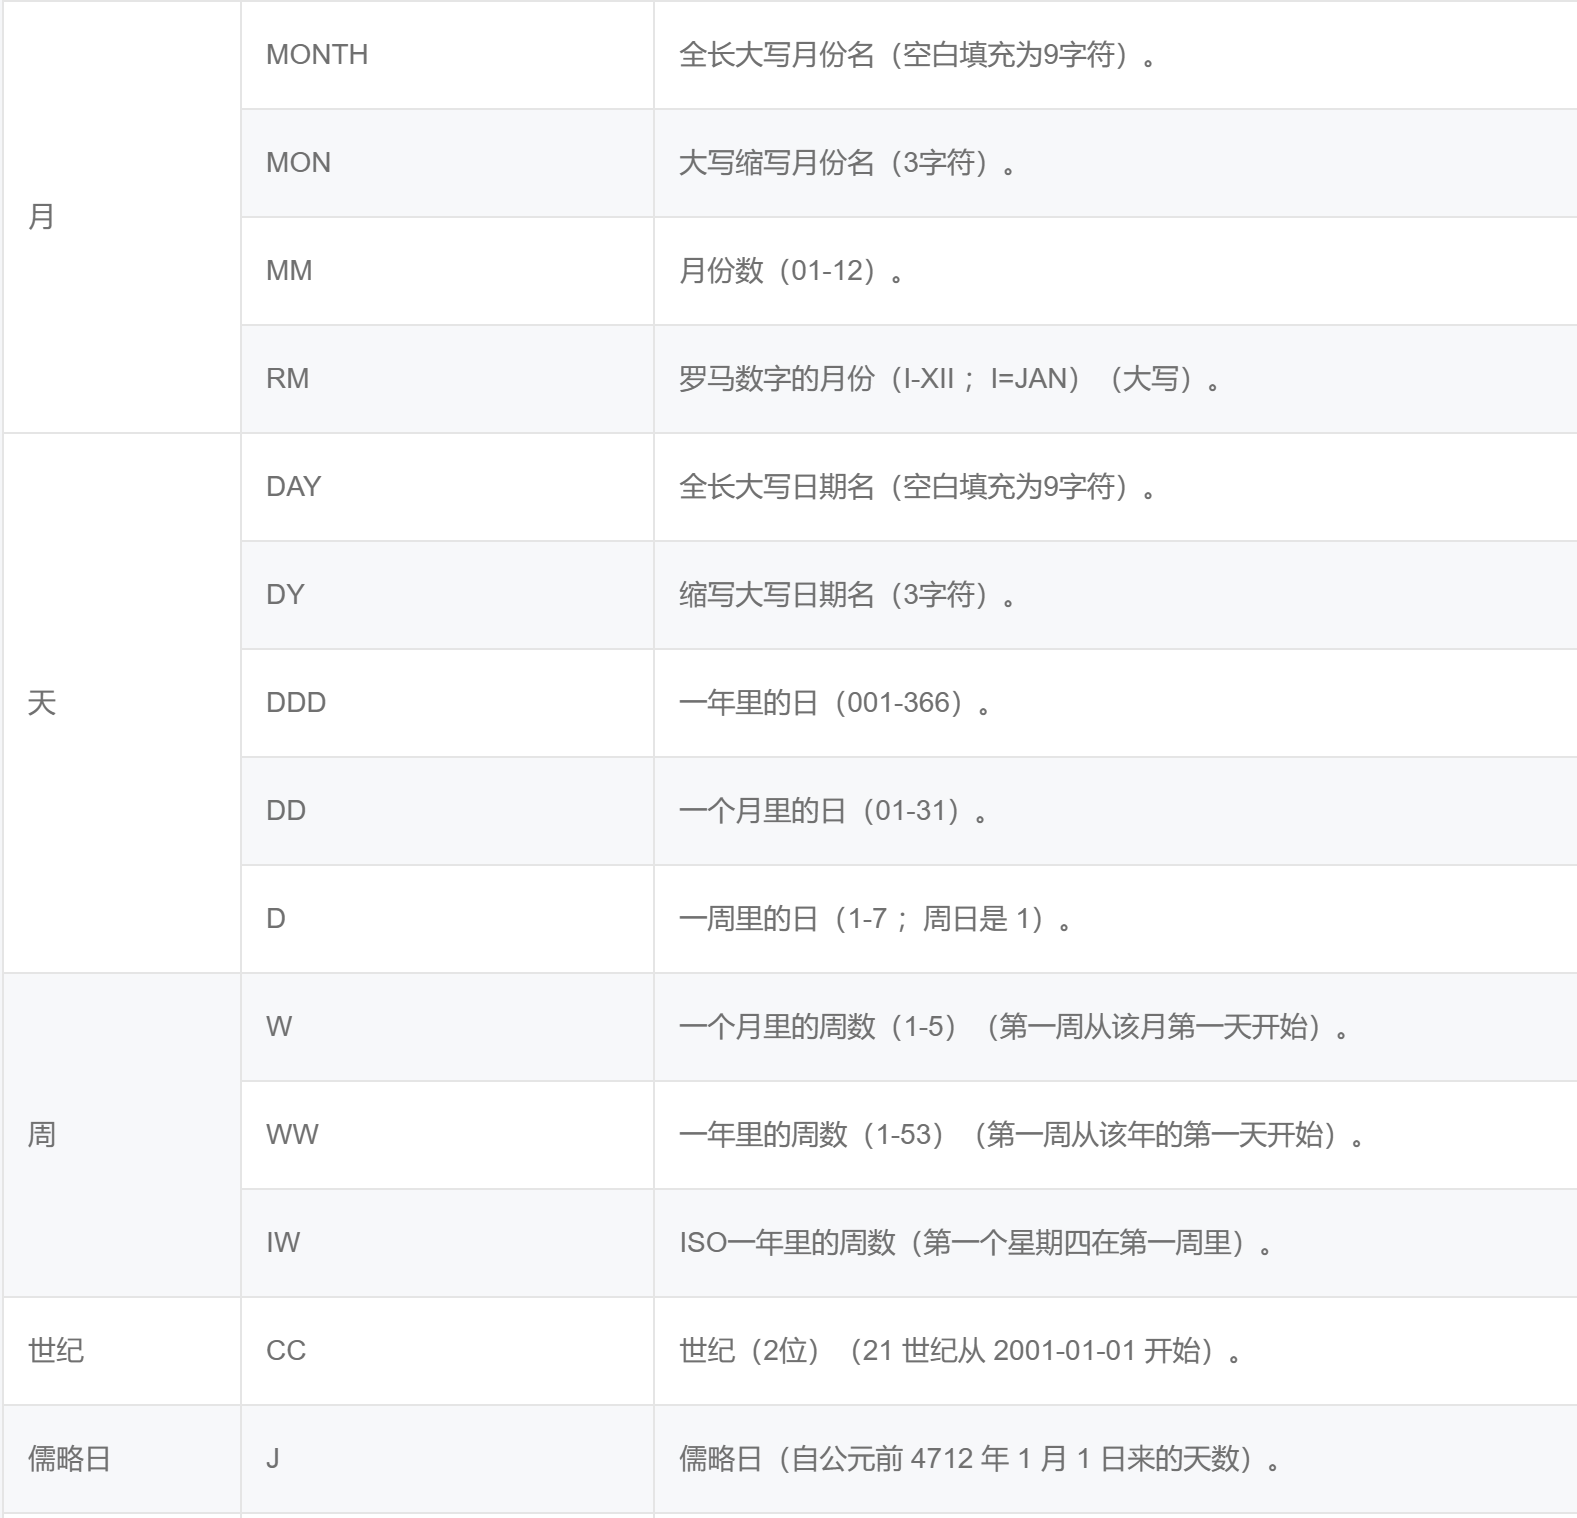 月
MONTH
全长大写月份名（空白填充为9字符）。
MON
大写缩写月份名（3字符）。
MM
月份数（01-12）。
RM
罗马数字的月份（I-XII ；I=JAN）（大写）。
天
DAY
全长大写日期名（空白填充为9字符）。
DY
缩写大写日期名（3字符）。
DDD
一年里的日（001-366）。
DD
一个月里的日（01-31）。
D
一周里的日（1-7 ；周日是 1）。
周
W
一个月里的周数（1-5）（第一周从该月第一天开始）。
WW
一年里的周数（1-53）（第一周从该年的第一天开始）。
IW
ISO一年里的周数（第一个星期四在第一周里）。
世纪
CC
世纪（2位）（21 世纪从 2001-01-01 开始）。
儒略日
J
儒略日（自公元前 4712 年 1 月 1 日来的天数）。